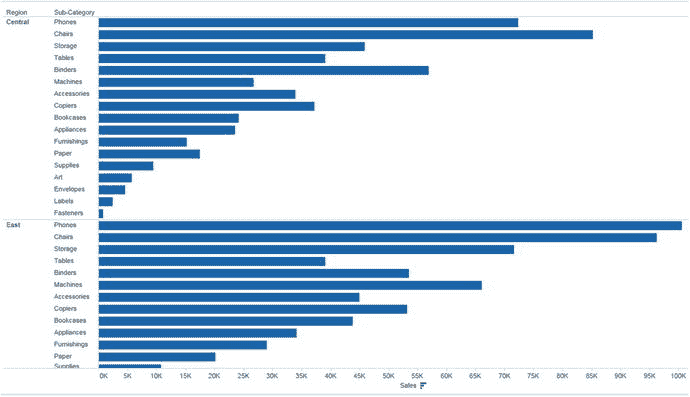 Region Sub-Category
Central Phones
Chairs
Storage
Tables
Binders
Machines
Accessories
Copiers
Bookcases
Appliances
Furnishings
Paper
Supplies
Art
Envelopes
Labels
Fasteners
East Phones
Chairs
Storage
Tables
Binders
Machines
Accessories
Copiers
Bookcases
Appliances
Furnishings
Paper
Supplies
0K 5K 10K 15K 20K 25K 30K 35K 40K 45K 50K 55K 60K 65K 70K 75K 80K 85K 90K 95K 100K
Sales